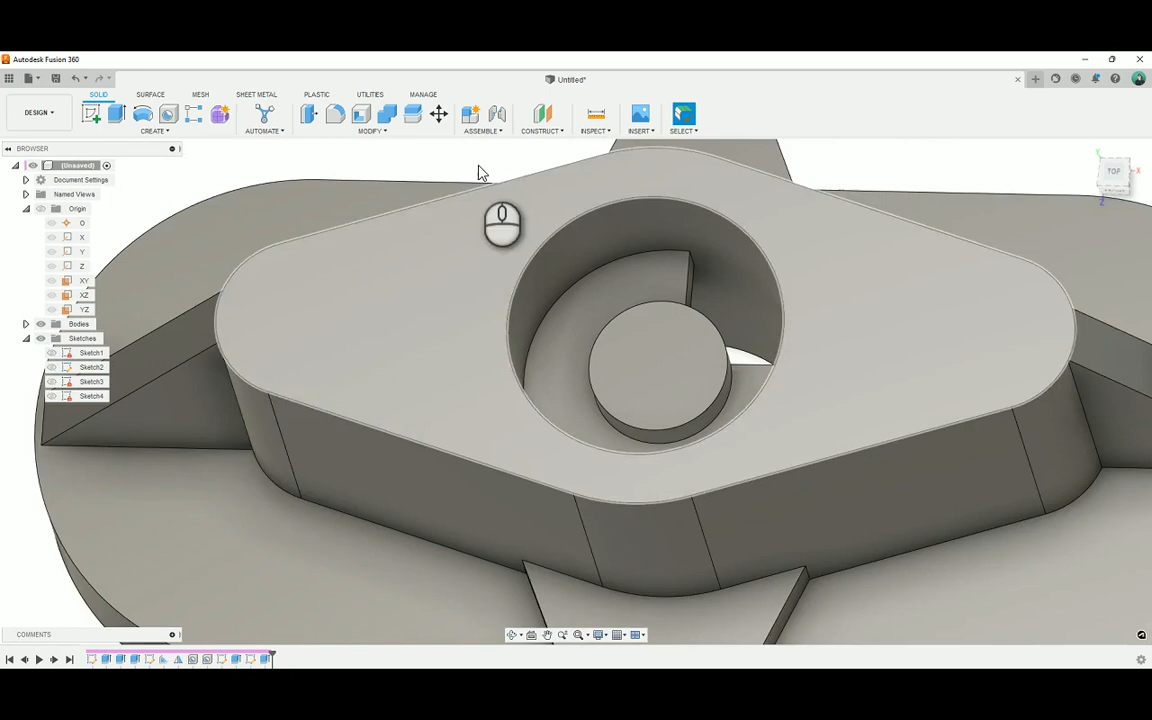 Autodesk Fusion 360
Untitled*
DESIGN
SOLID SURFACE MESH SHEET METAL PLASTIC UTILITIES MANAGE
CREATE AUTOMATE MODIFY ASSEMBLE CONSTRUCT INSPECT INSERT SELECT
BROWSER
(Unsaved)
Document Settings
Named Views
Origin
O
X
Y
Z
XY
XZ
YZ
Bodies
Sketches
Sketch1
Sketch2
Sketch3
Sketch4
Y
TOP
X
Z
COMMENTS